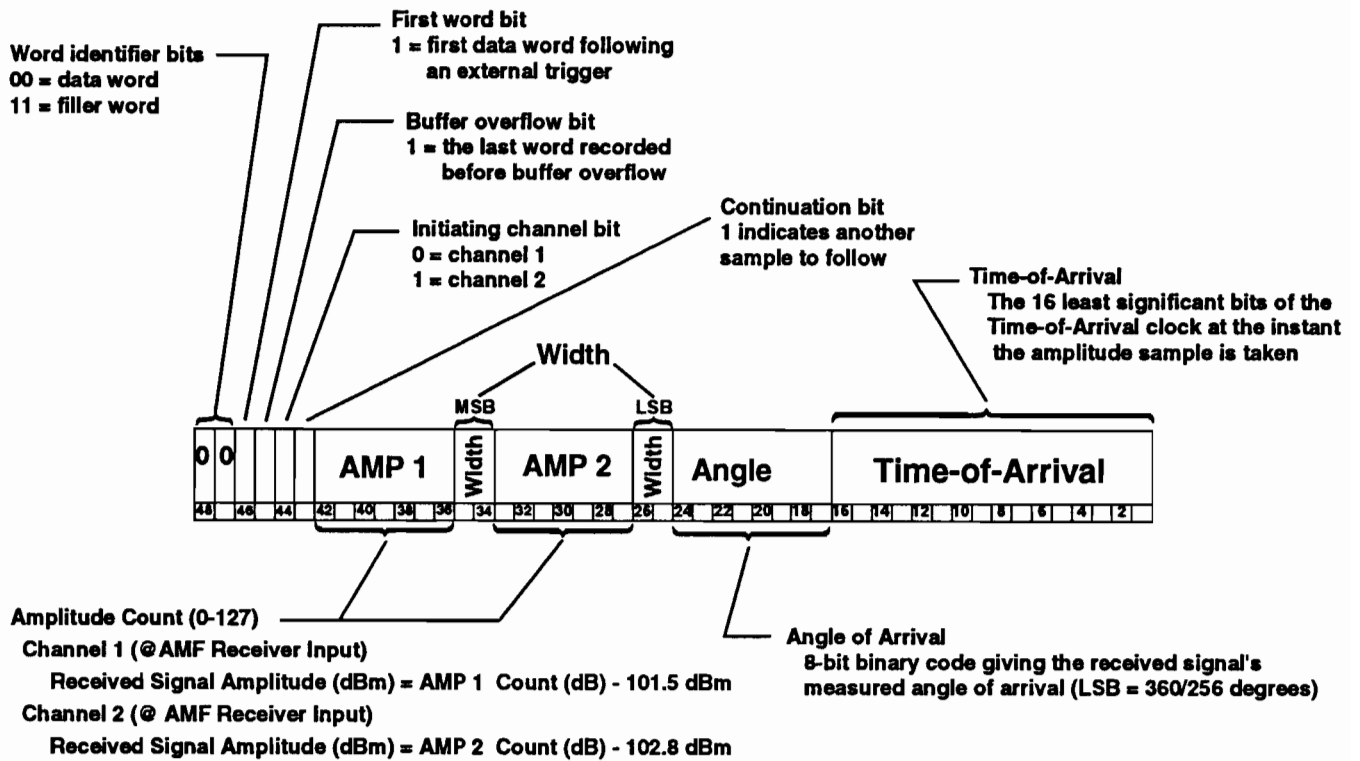 First word bit
1 = first data word following
an external trigger
Word identifier bits
00 = data word
11 = filler word
Buffer overflow bit
1 = the last word recorded
before buffer overflow
Initiating channel bit
0 = channel 1
1 = channel 2
Continuation bit
1 indicates another
sample to follow
Time-of-Arrival
The 16 least significant bits of the
Time-of-Arrival clock at the instant
the amplitude sample is taken
Width
MSB LSB
0 0 AMP 1 Width AMP 2 Width Angle Time-of-Arrival
48 46 44 42 40 38 36 34 32 30 28 26 24 22 20 18 16 14 12 10 8 6 4 2
Amplitude Count (0-127)
Channel 1 (@AMF Receiver Input)
Received Signal Amplitude (dBm) = AMP 1 Count (dB) - 101.5 dBm
Channel 2 (@ AMF Receiver Input)
Received Signal Amplitude (dBm) = AMP 2 Count (dB) - 102.8 dBm
Angle of Arrival
8-bit binary code giving the received signal's
measured angle of arrival (LSB = 360/256 degrees)